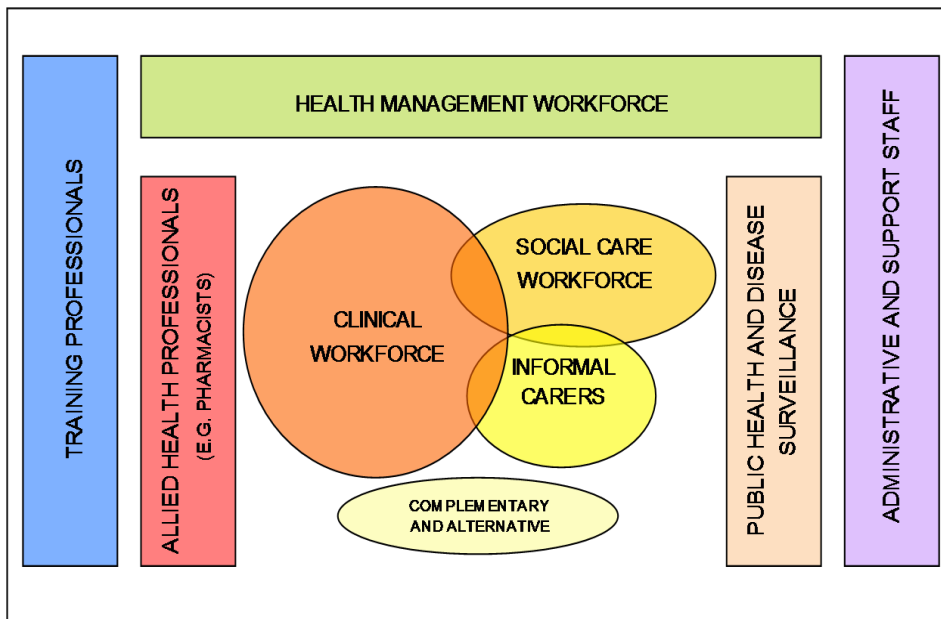 TRAINING PROFESSIONALS
HEALTH MANAGEMENT WORKFORCE
ALLIED HEALTH PROFESSIONALS
(E.G. PHARMACISTS)
CLINICAL
WORKFORCE
SOCIAL CARE
WORKFORCE
INFORMAL
CARERS
COMPLEMENTARY
AND ALTERNATIVE
PUBLIC HEALTH AND DISEASE
SURVEILLANCE
ADMINISTRATIVE AND SUPPORT STAFF